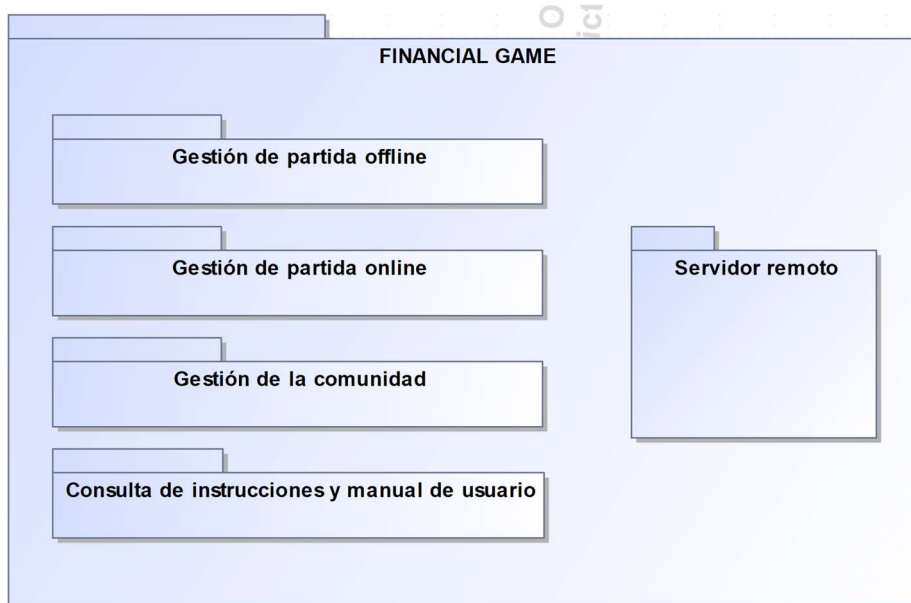 FINANCIAL GAME
Gestión de partida offline
Gestión de partida online
Servidor remoto
Gestión de la comunidad
Consulta de instrucciones y manual de usuario